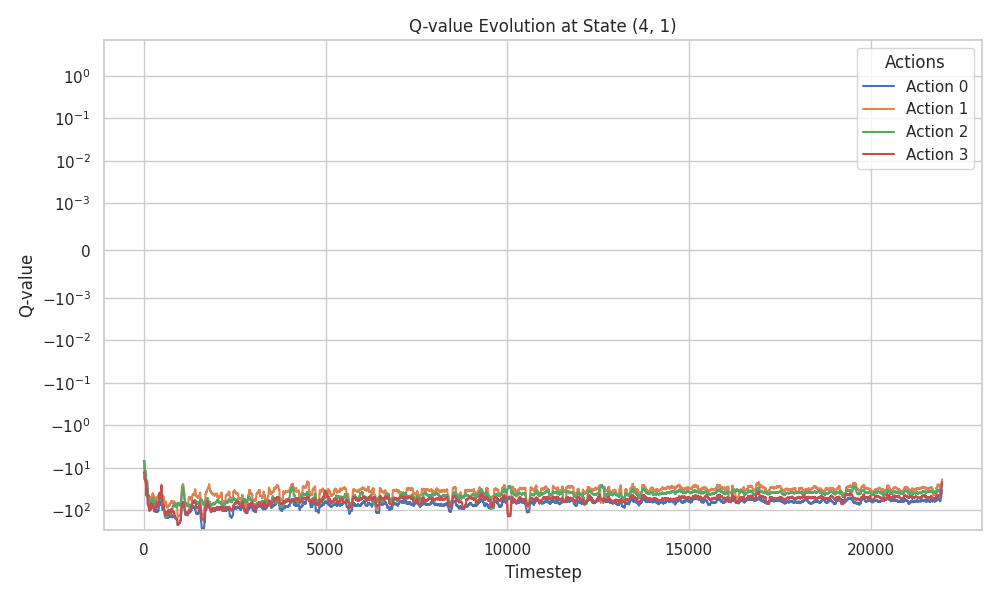 Q-value Evolution at State (4, 1)
Actions
Action 0
Action 1
Action 2
Action 3
Q-value
10⁰
10⁻¹
10⁻²
10⁻³
0
−10⁻³
−10⁻²
−10⁻¹
−10⁰
−10¹
−10²
0 5000 10000 15000 20000
Timestep